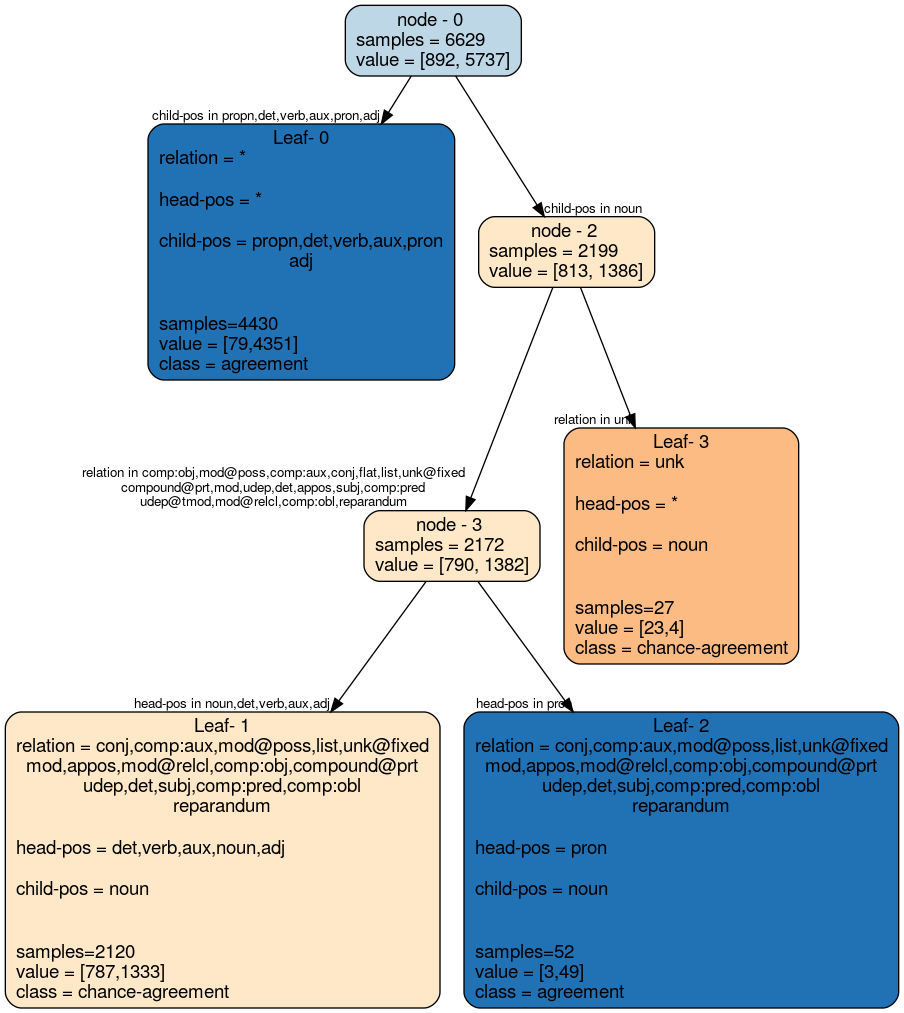 node - 0
samples = 6629
value = [892, 5737]
child-pos in propn,det,verb,aux,pron,adj
Leaf- 0
relation = *
head-pos = *
child-pos = propn,det,verb,aux,pron
adj
samples=4430
value = [79,4351]
class = agreement
child-pos in noun
node - 2
samples = 2199
value = [813, 1386]
relation in comp:obj,mod@poss,comp:aux,conj,flat,list,unk@fixed
compound@prt,mod,udep,det,appos,subj,comp:pred
udep@tmod,mod@relcl,comp:obl,reparandum
node - 3
samples = 2172
value = [790, 1382]
relation in unk
Leaf- 3
relation = unk
head-pos = *
child-pos = noun
samples=27
value = [23,4]
class = chance-agreement
head-pos in noun,det,verb,aux,adj
Leaf- 1
relation = conj,comp:aux,mod@poss,list,unk@fixed
mod,appos,mod@relcl,comp:obj,compound@prt
udep,det,subj,comp:pred,comp:obl
reparandum
head-pos = det,verb,aux,noun,adj
child-pos = noun
samples=2120
value = [787,1333]
class = chance-agreement
head-pos in pron
Leaf- 2
relation = conj,comp:aux,mod@poss,list,unk@fixed
mod,appos,mod@relcl,comp:obj,compound@prt
udep,det,subj,comp:pred,comp:obl
reparandum
head-pos = pron
child-pos = noun
samples=52
value = [3,49]
class = agreement